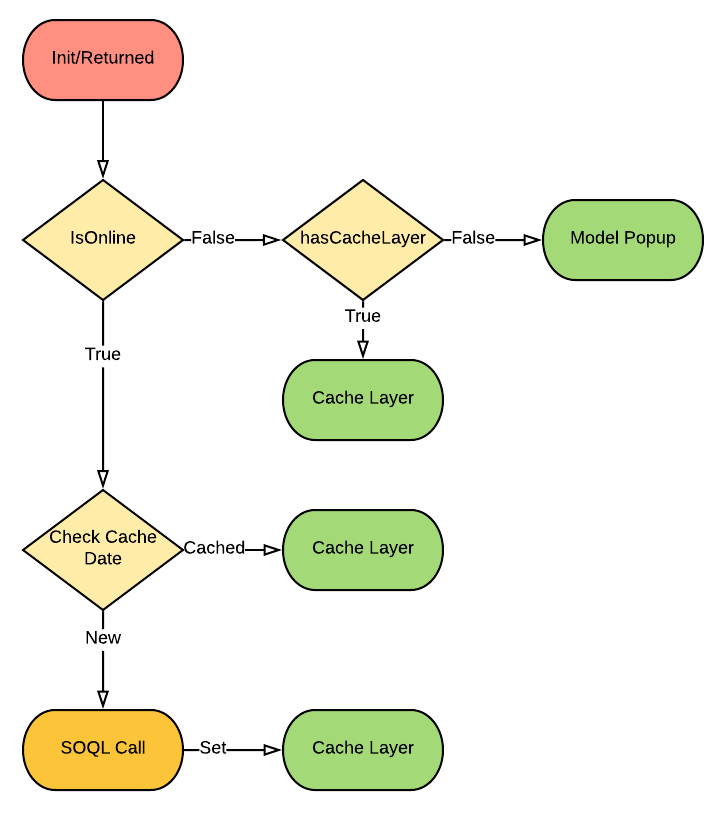 Init/Returned
IsOnline
False
hasCacheLayer
False
Model Popup
True
Cache Layer
True
Check Cache
Date
Cached
Cache Layer
New
SOQL Call
Set
Cache Layer